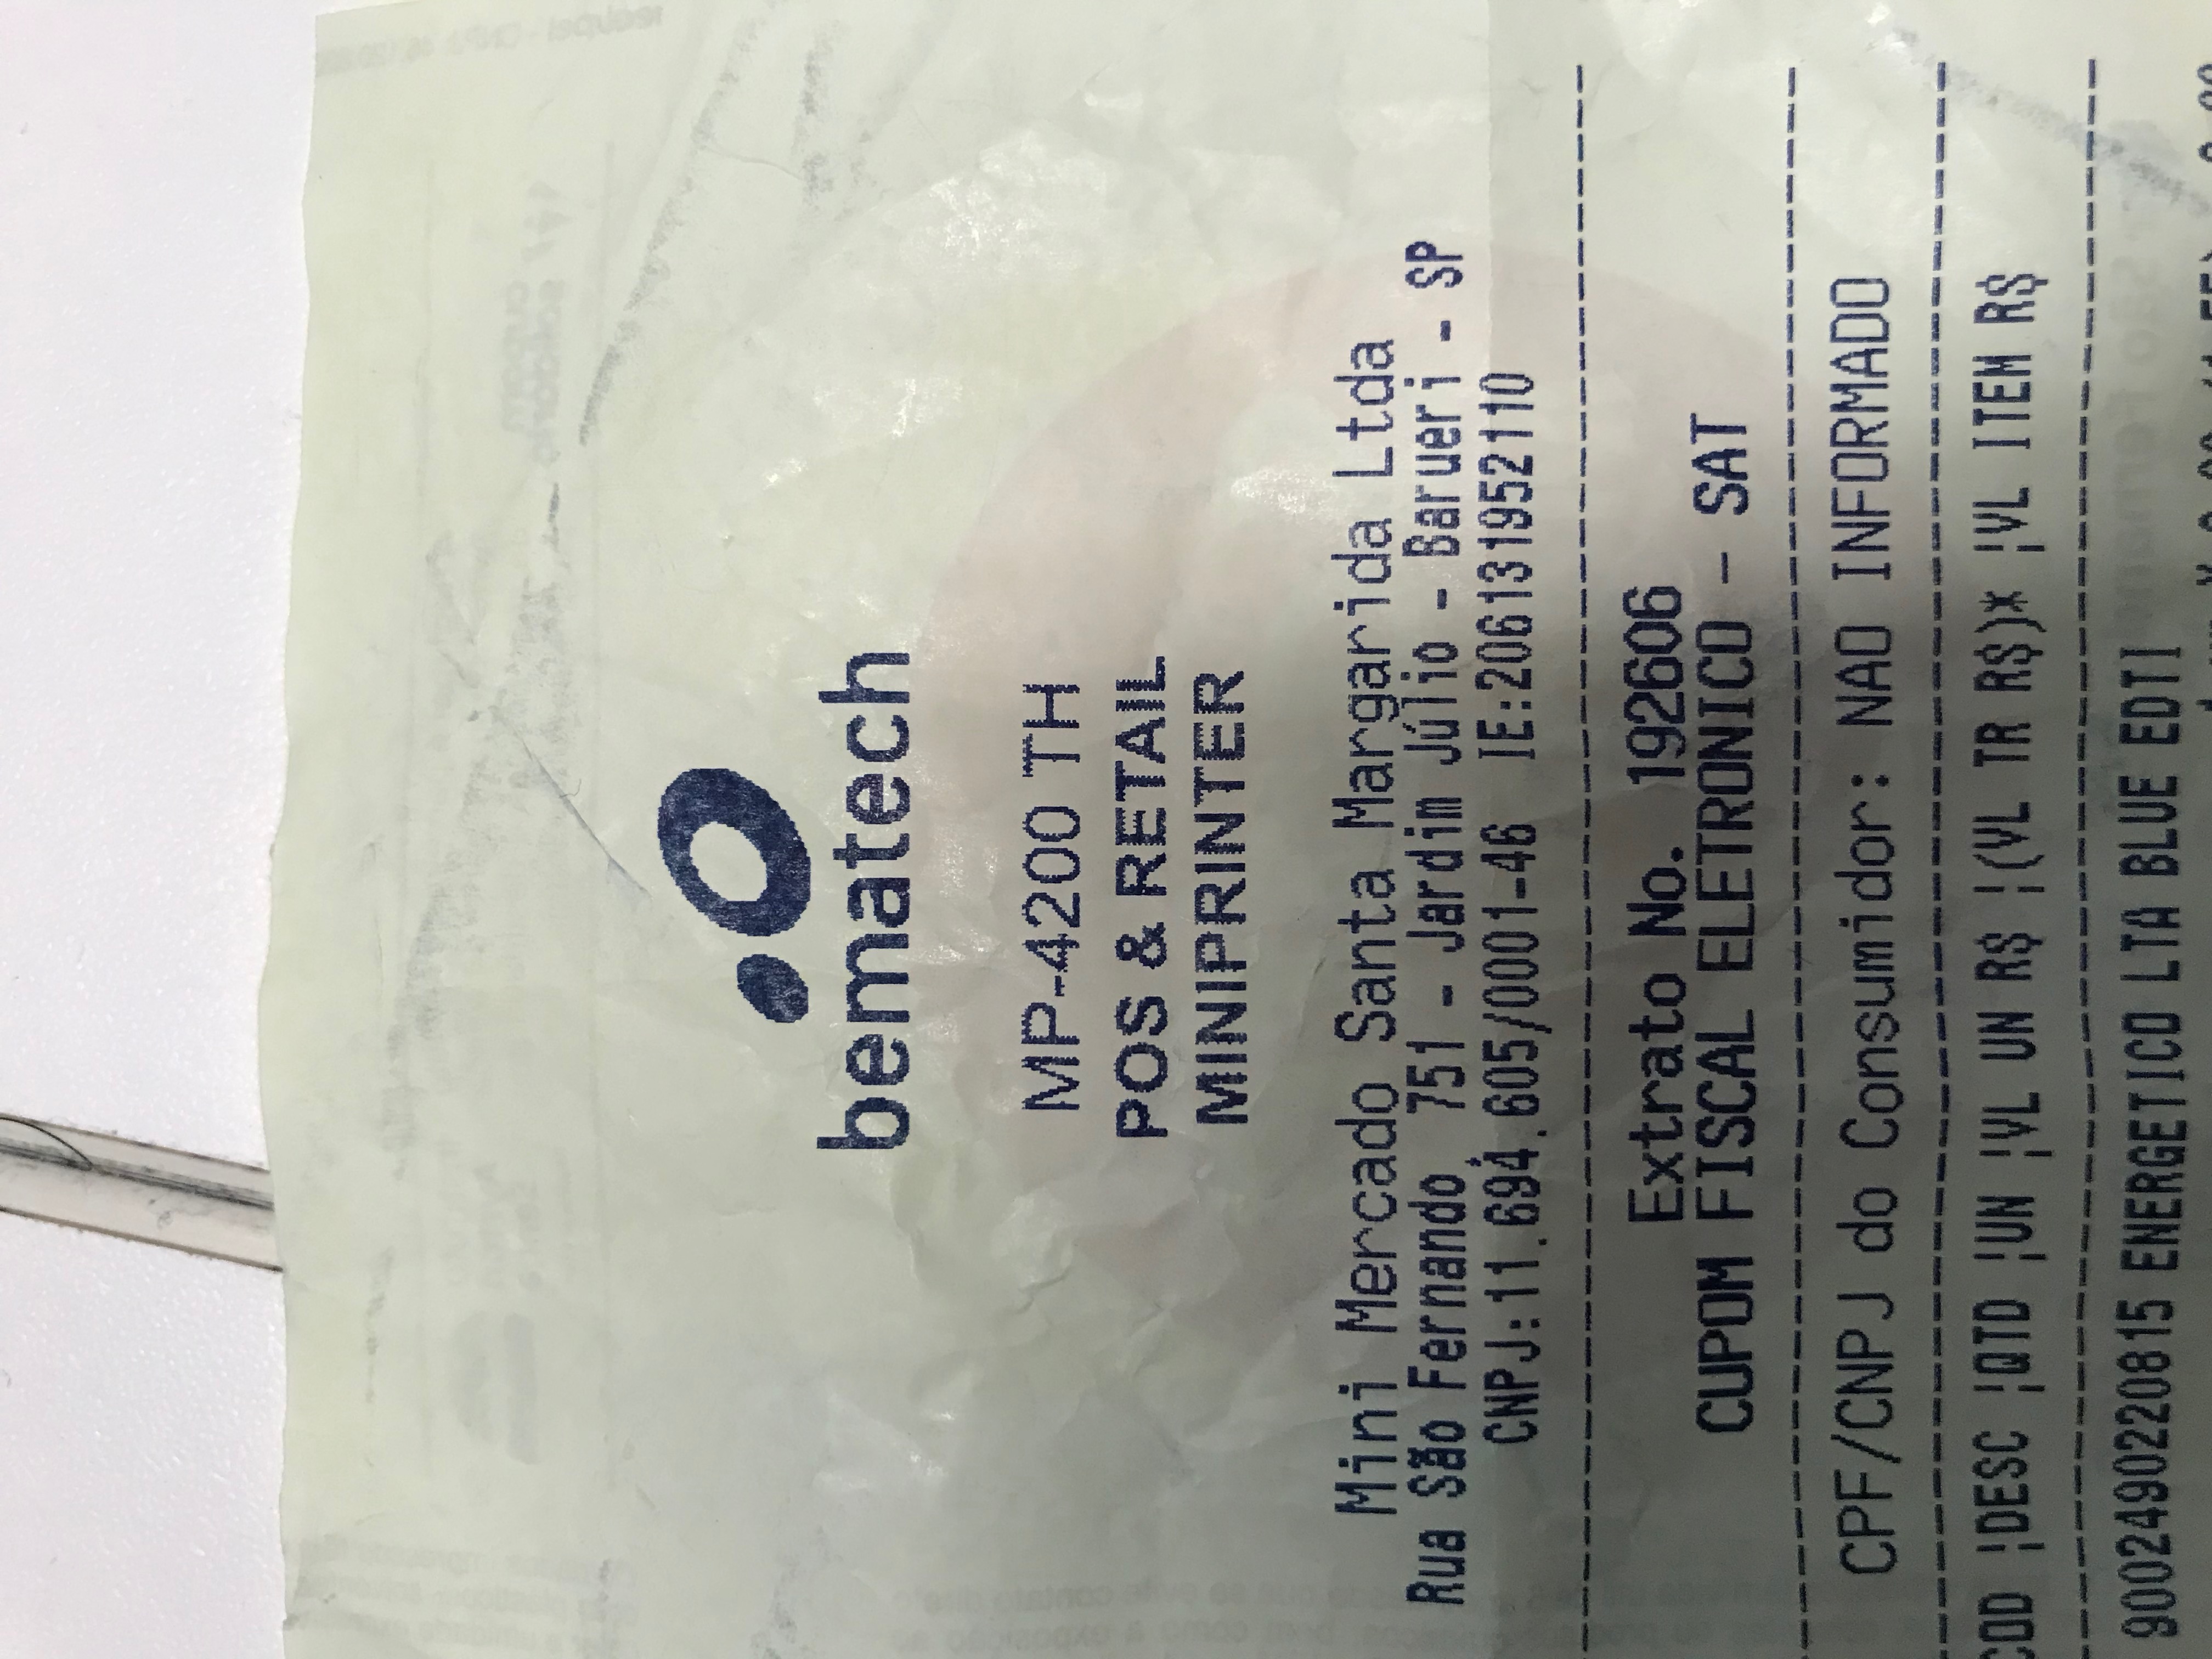 bematech
MP-4200 TH
POS & RETAIL
MINIPRINTER
Mini Mercado Santa Margarida Ltda
Rua São Fernando, 751 - Jardim Júlio - Barueri - SP
CNPJ:11.694.605/0001-46 IE:206131952110
Extrato No. 192606
CUPOM FISCAL ELETRONICO - SAT
CPF/CNPJ do Consumidor: NAO INFORMADO
COD ¦DESC ¦QTD ¦UN ¦VL UN R$ ¦(VL TR R$)* ¦VL ITEM R$
9002490220815 ENERGETICO LTA BLUE EDTI